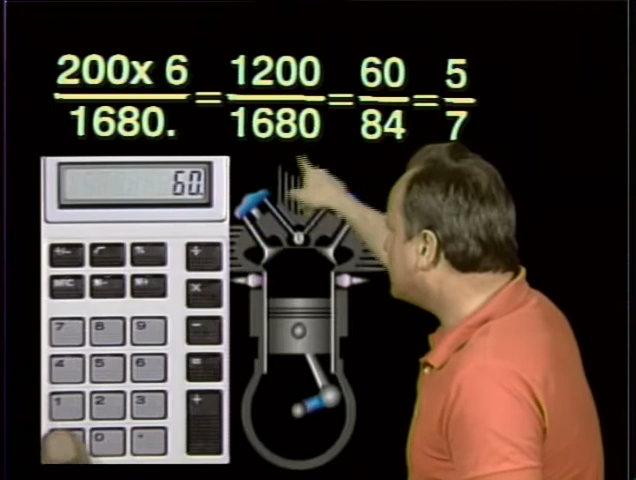 200x 6 = 1200 = 60 = 5
1680. 1680 84 7
60.
7 8 9
4 5 6
1 2 3
0 .